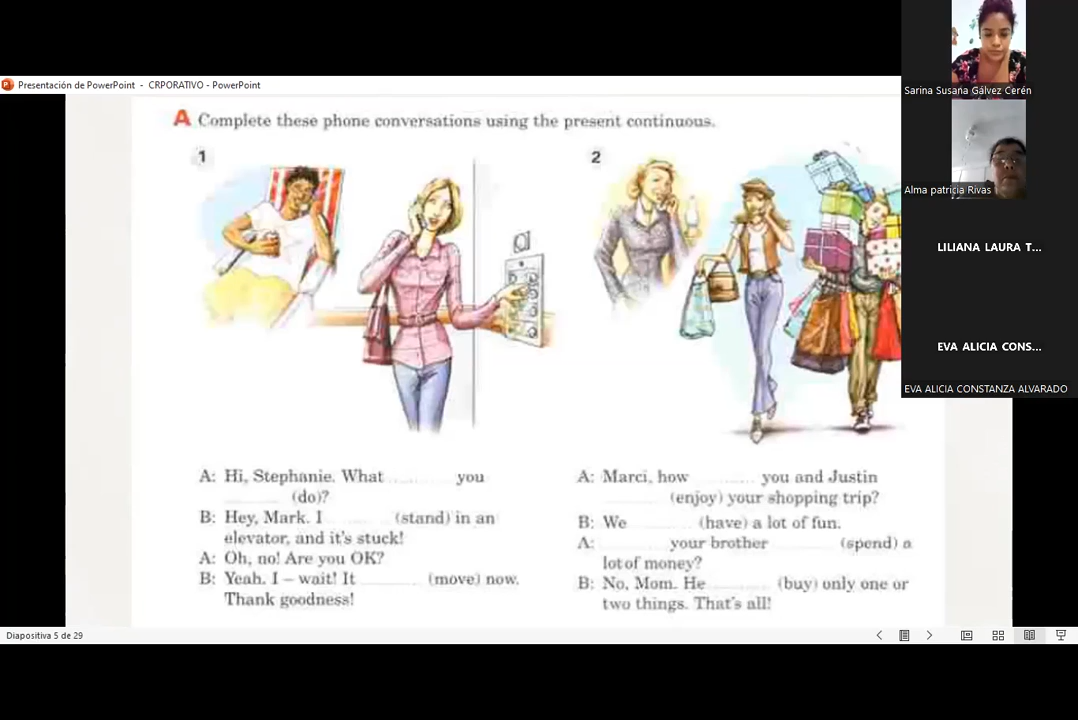 Presentación de PowerPoint - CRPORATIVO - PowerPoint
A Complete these phone conversations using the present continuous.
1
A: Hi, Stephanie. What ........ you
........ (do)?
B: Hey, Mark. I ........ (stand) in an
elevator, and it's stuck!
A: Oh, no! Are you OK?
B: Yeah. I – wait! It ........ (move) now.
Thank goodness!
2
A: Marci, how ........ you and Justin
........ (enjoy) your shopping trip?
B: We ........ (have) a lot of fun.
A: ........ your brother ........ (spend) a
lot of money?
B: No, Mom. He ........ (buy) only one or
two things. That's all!
Sarina Susana Gálvez Cerén
Alma patricia Rivas
LILIANA LAURA T...
EVA ALICIA CONS...
EVA ALICIA CONSTANZA ALVARADO
Diapositiva 5 de 29